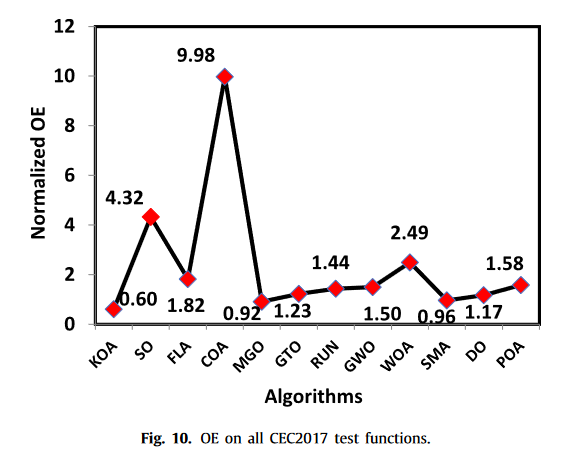 12
10
8
6
4
2
0
Normalized OE
0.60
4.32
1.82
9.98
0.92
1.23
1.44
1.50
2.49
0.96
1.17
1.58
KOA
SO
FLA
COA
MGO
GTO
RUN
GWO
WOA
SMA
DO
POA
Algorithms
Fig. 10. OE on all CEC2017 test functions.